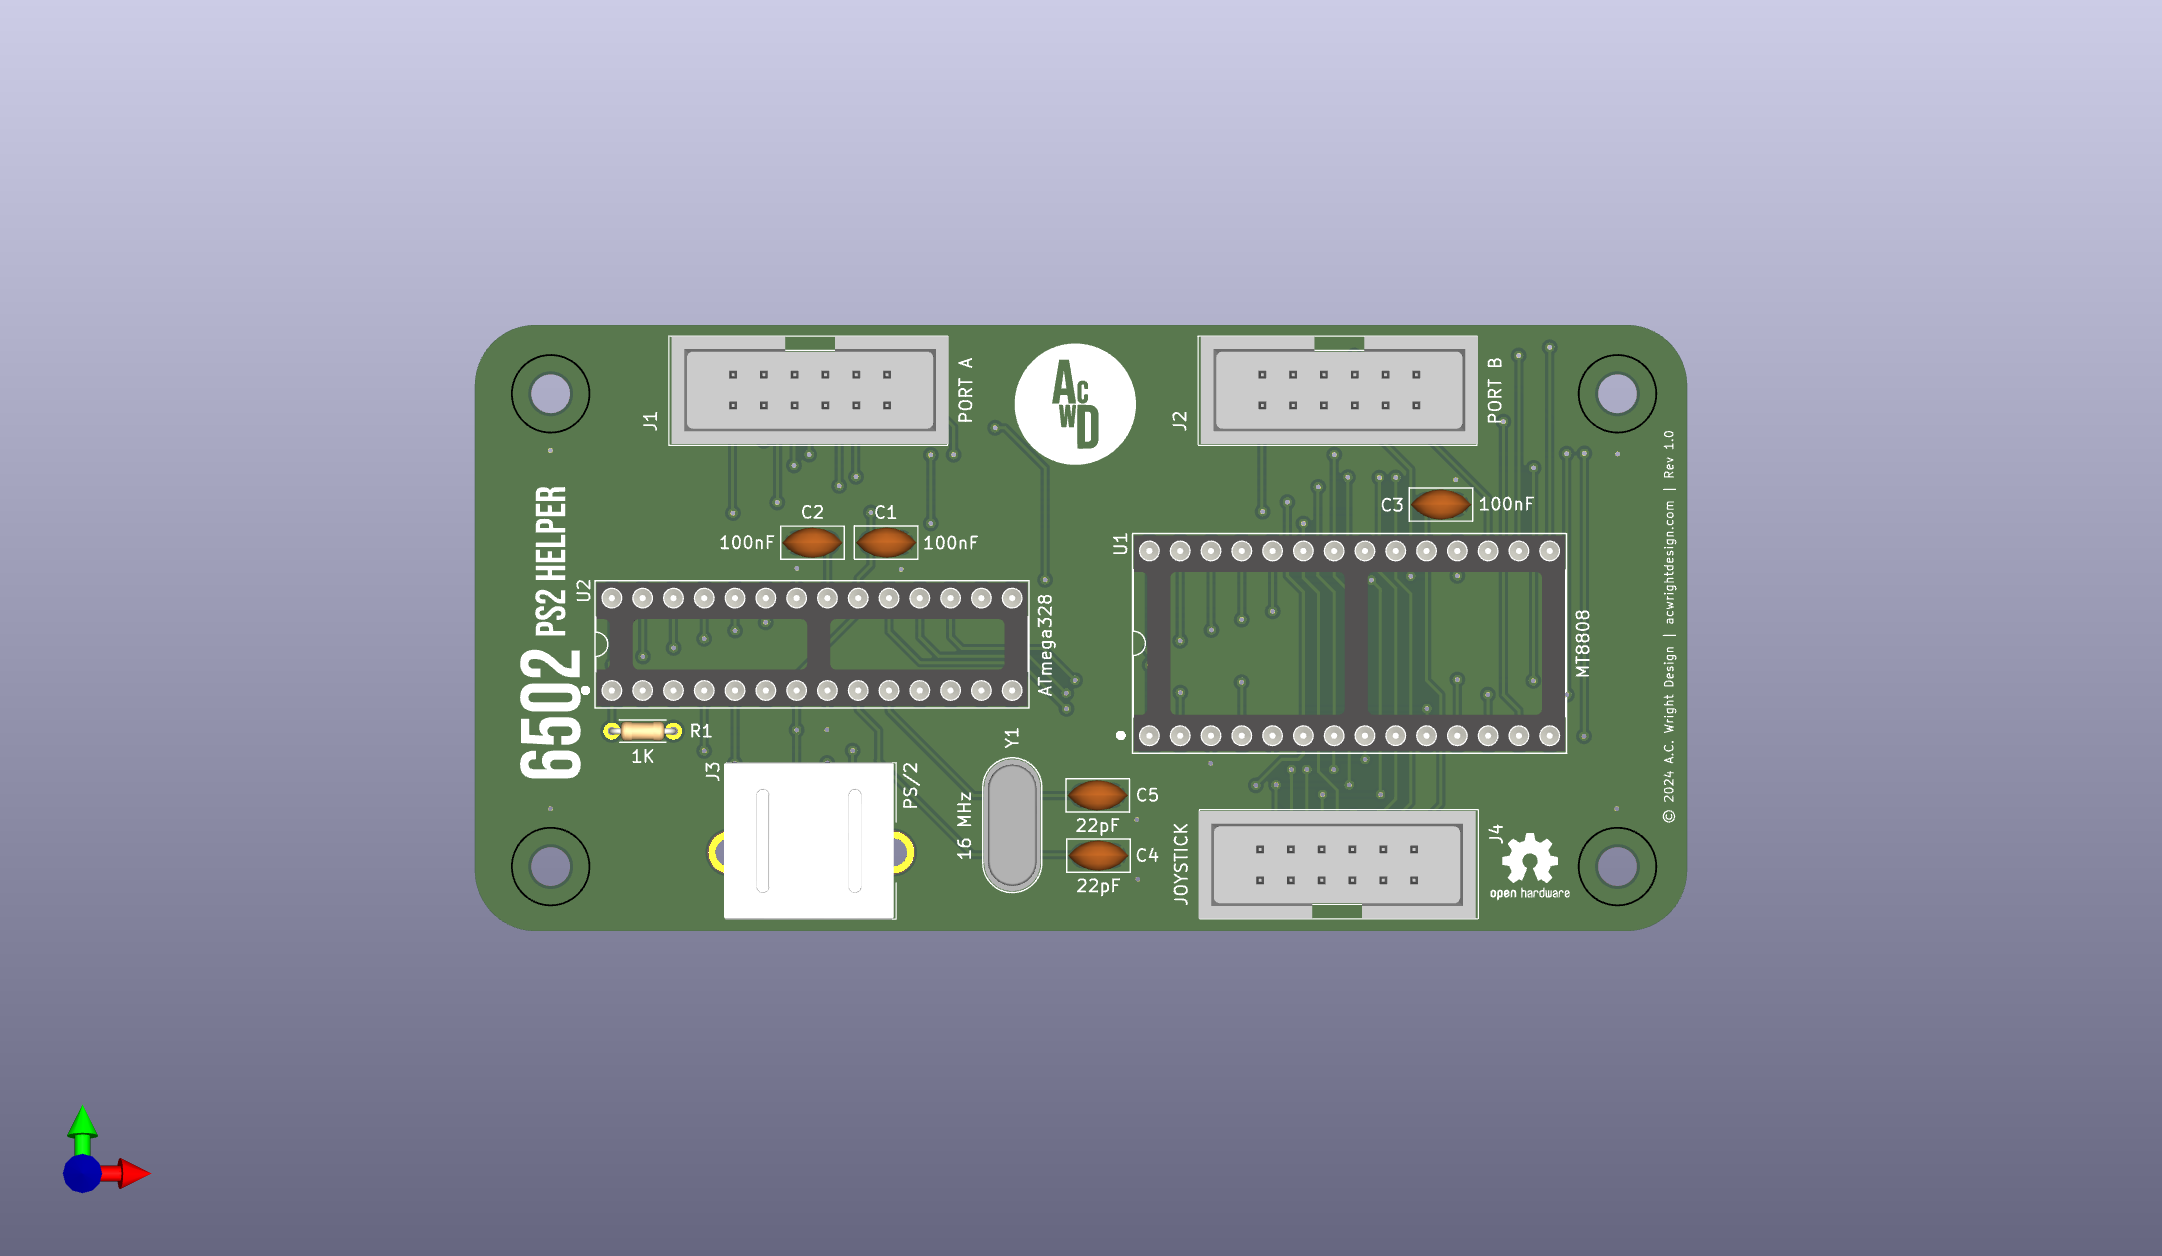 J1
PORT A
AcwD
J2
PORT B
C2
C1
100nF
100nF
C3
100nF
U2
ATmega328
U1
MT8808
6502 PS2 HELPER
R1
1K
J3
PS/2
Y1
16 MHz
C5
22pF
C4
22pF
JOYSTICK
J4
open hardware
© 2024 A.C. Wright Design | acwrightdesign.com | Rev 1.0